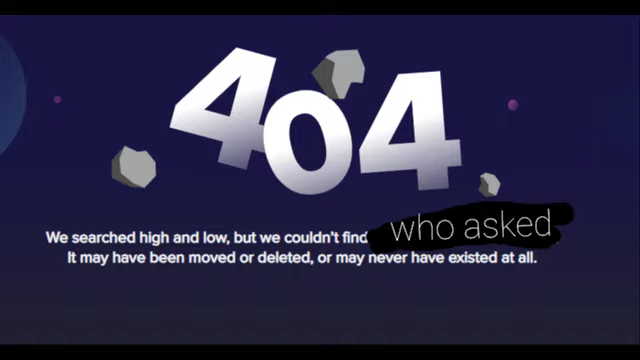 404
We searched high and low, but we couldn't find who asked
It may have been moved or deleted, or may never have existed at all.